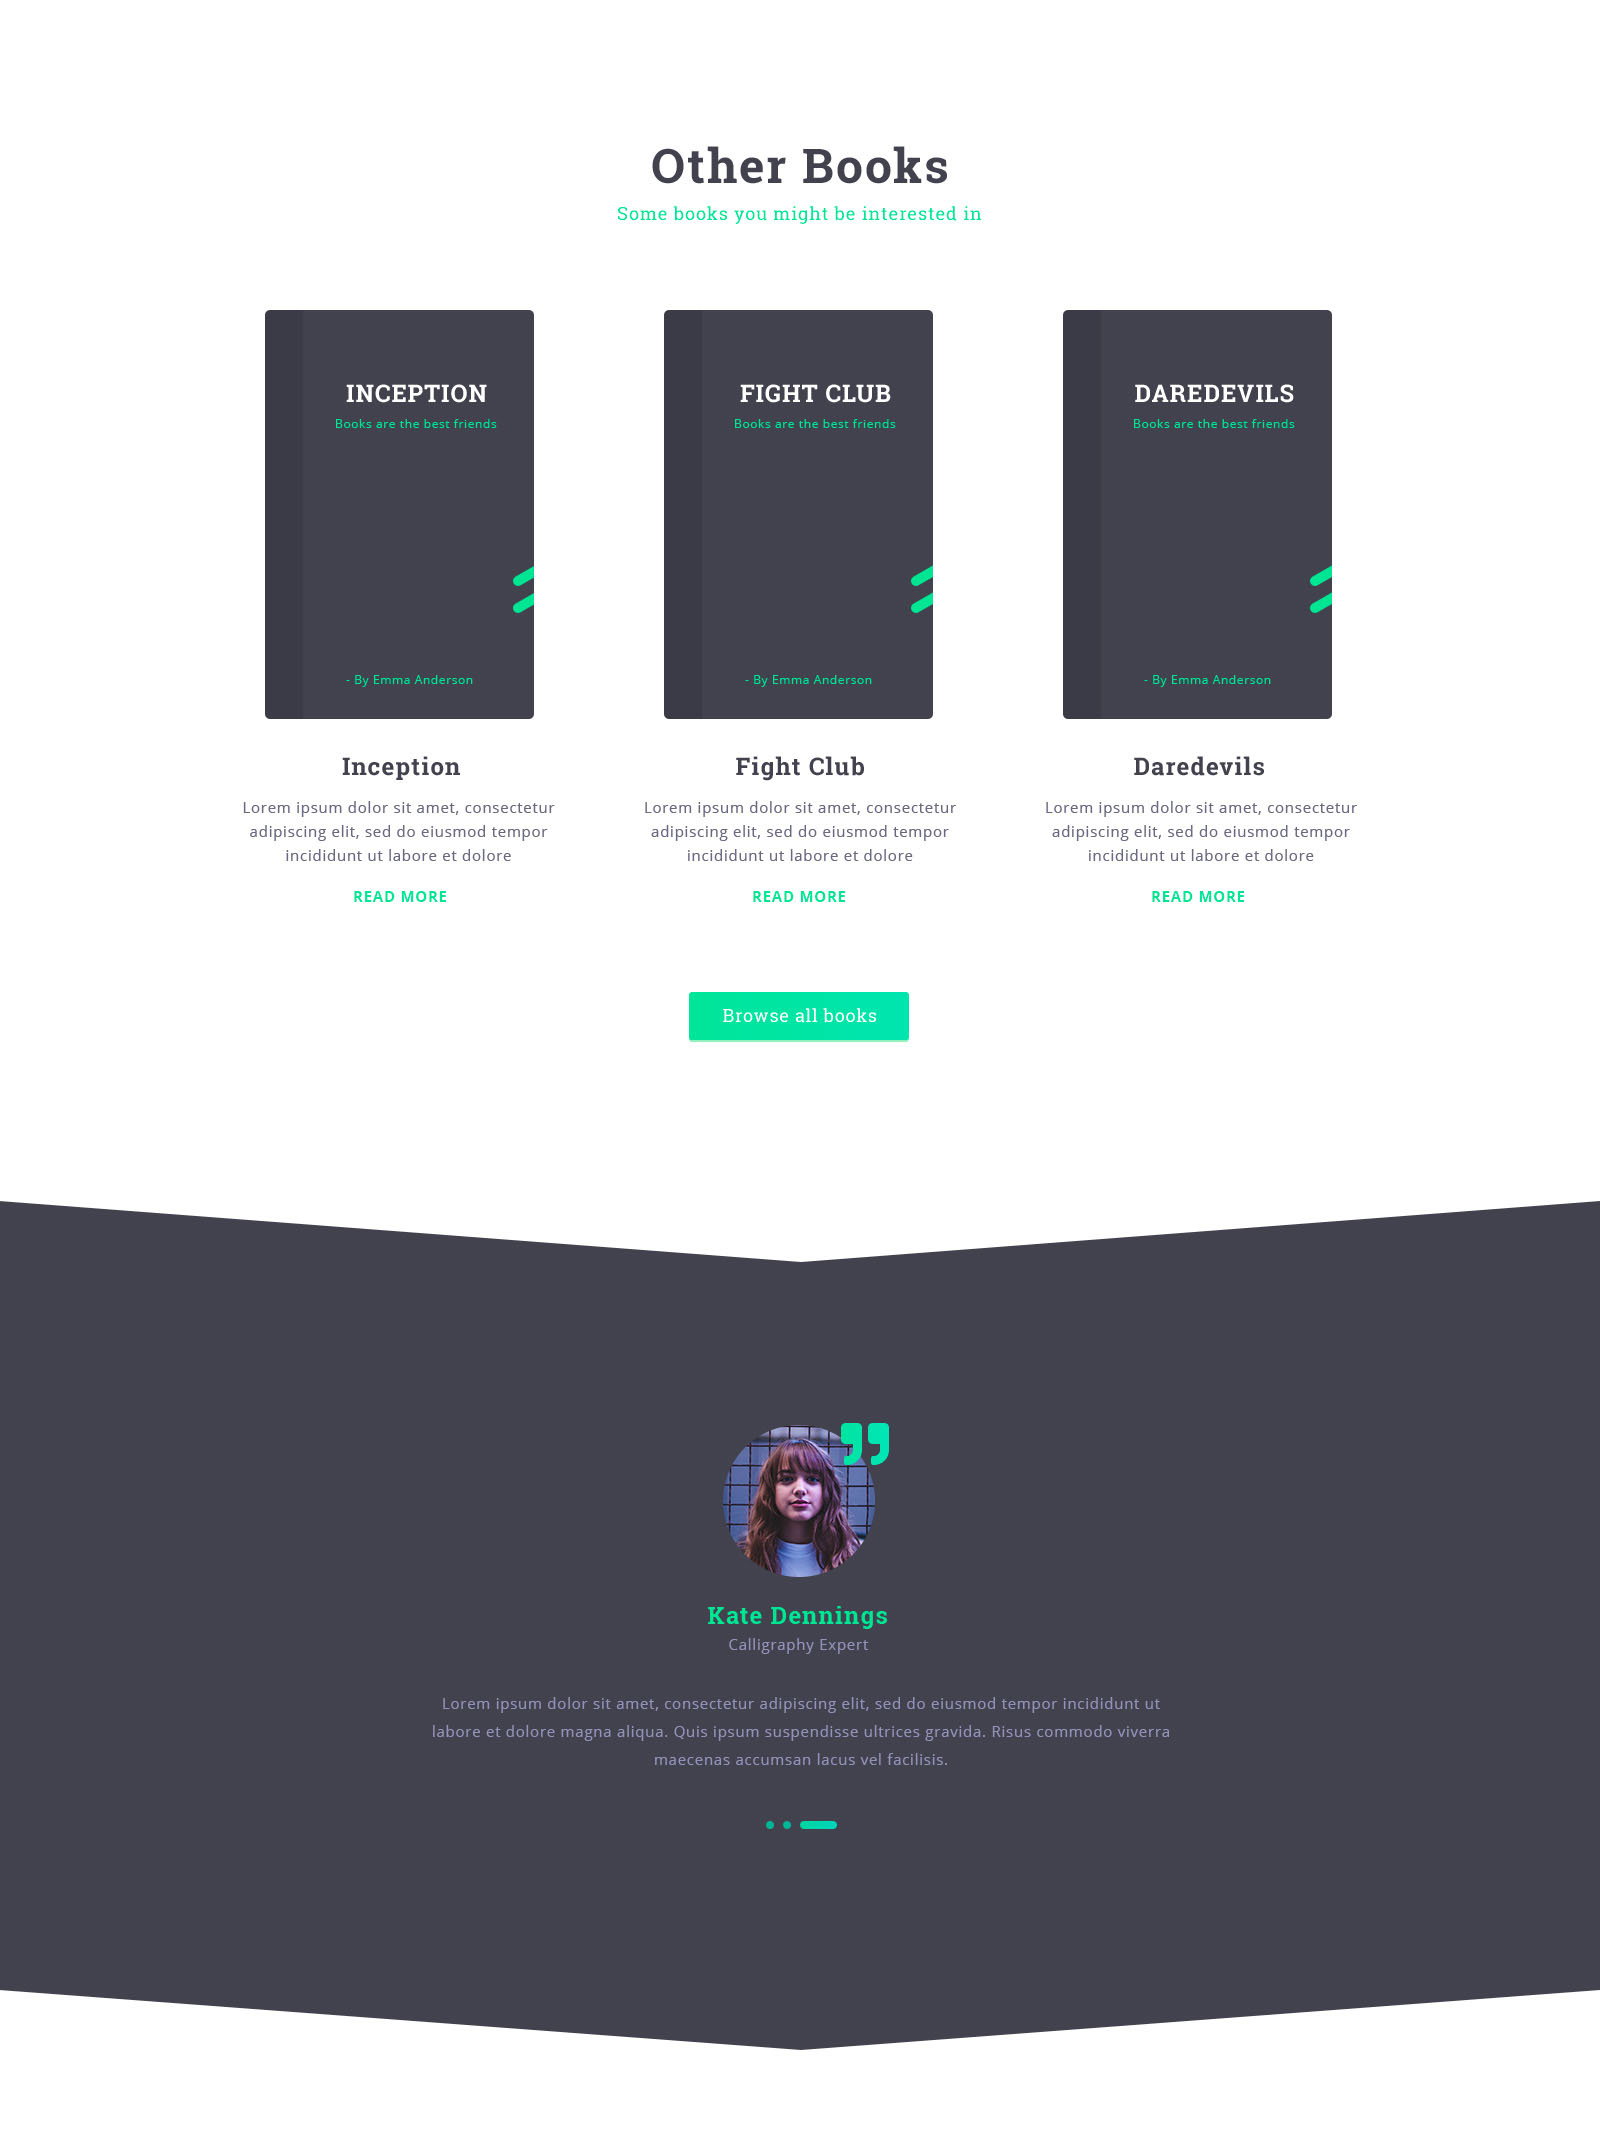 Other Books
Some books you might be interested in
INCEPTION
Books are the best friends
- By Emma Anderson
FIGHT CLUB
Books are the best friends
- By Emma Anderson
DAREDEVILS
Books are the best friends
- By Emma Anderson
Inception
Lorem ipsum dolor sit amet, consectetur
adipiscing elit, sed do eiusmod tempor
incididunt ut labore et dolore
READ MORE
Fight Club
Lorem ipsum dolor sit amet, consectetur
adipiscing elit, sed do eiusmod tempor
incididunt ut labore et dolore
READ MORE
Daredevils
Lorem ipsum dolor sit amet, consectetur
adipiscing elit, sed do eiusmod tempor
incididunt ut labore et dolore
READ MORE
Browse all books
Kate Dennings
Calligraphy Expert
Lorem ipsum dolor sit amet, consectetur adipiscing elit, sed do eiusmod tempor incididunt ut
labore et dolore magna aliqua. Quis ipsum suspendisse ultrices gravida. Risus commodo viverra
maecenas accumsan lacus vel facilisis.